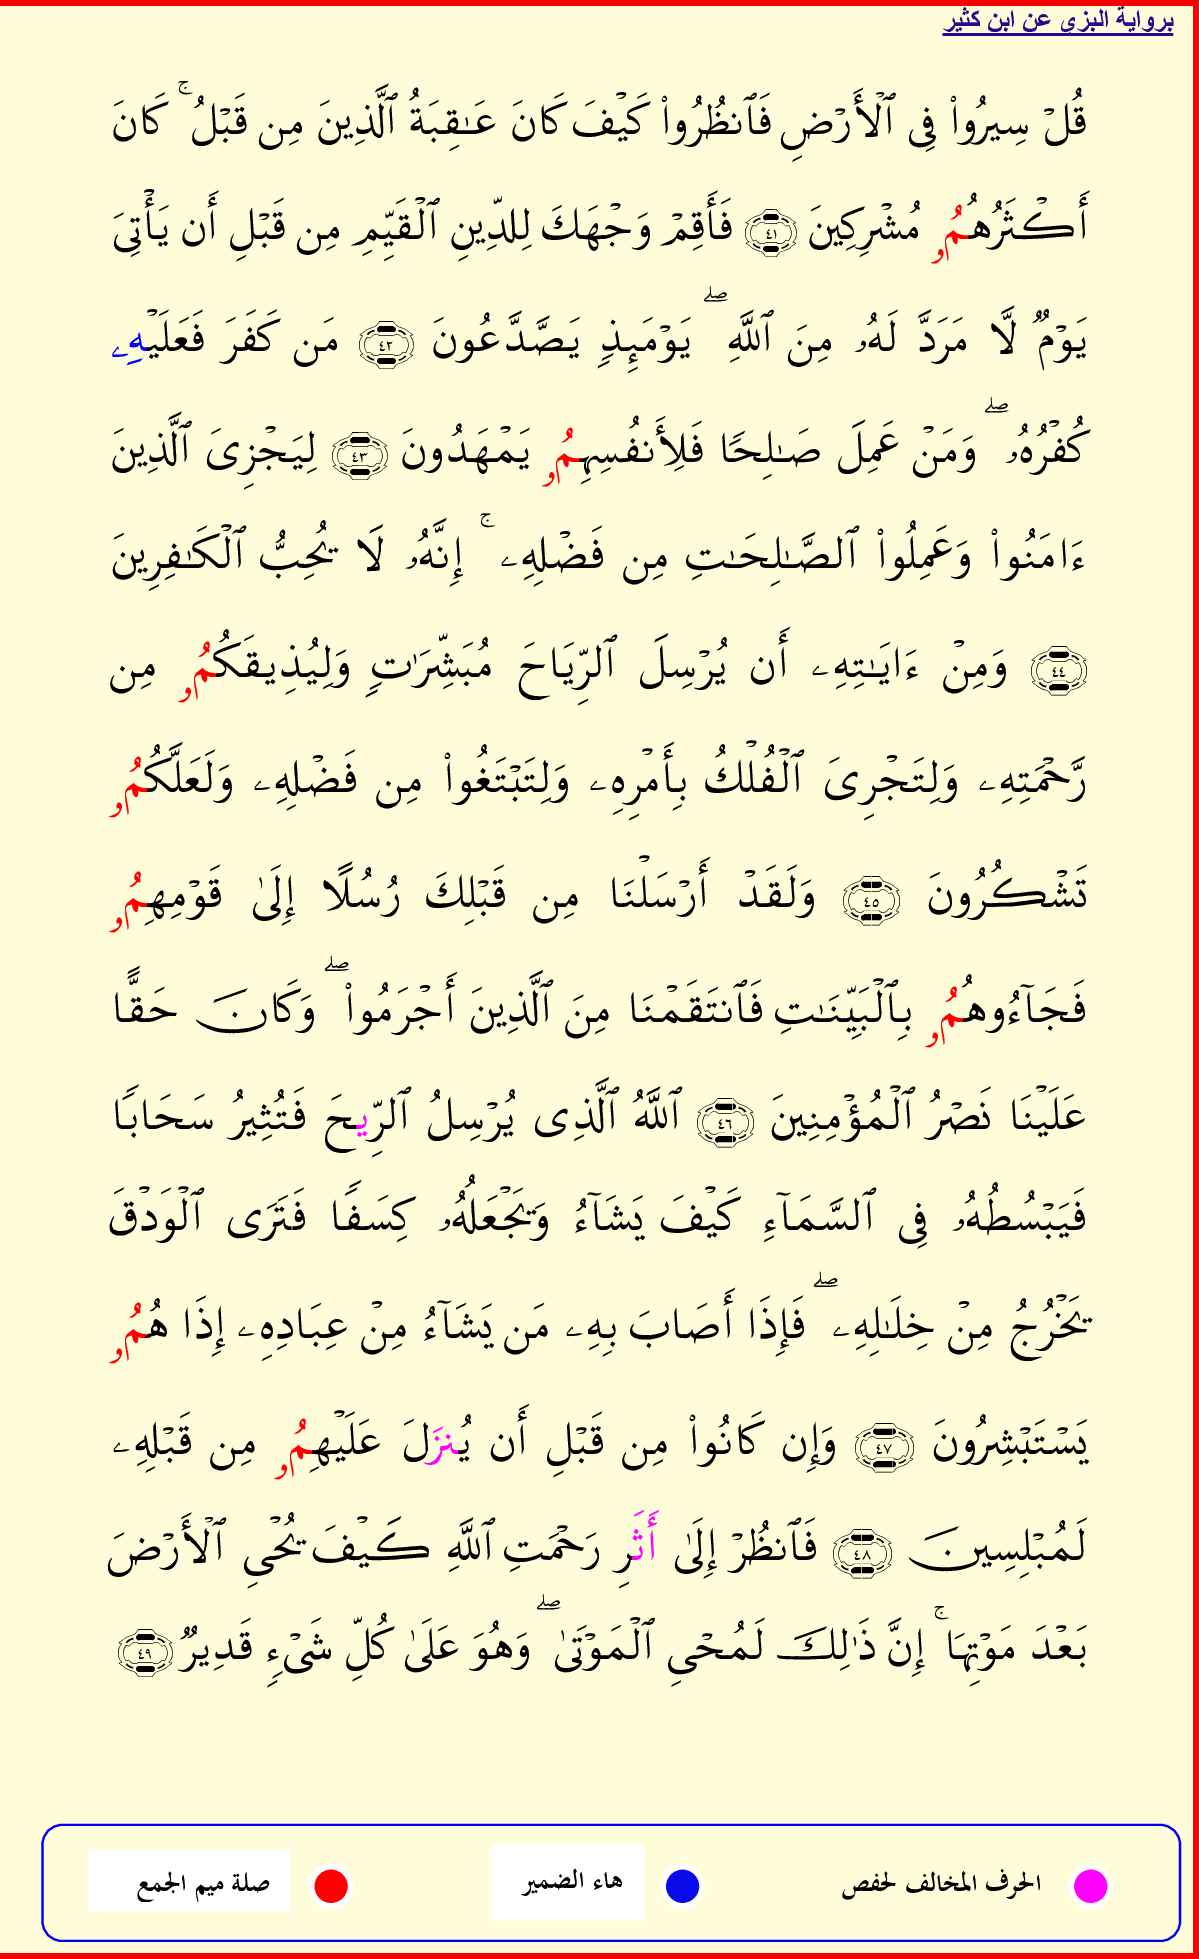 برواية البزي عن ابن كثير
قُلْ سِيرُوا۟ فِى ٱلْأَرْضِ فَٱنظُرُوا۟ كَيْفَ كَانَ عَـٰقِبَةُ ٱلَّذِينَ مِن قَبْلُ ۚ كَانَ
أَكْثَرُهُمُۥ مُشْرِكِينَ ٤١ فَأَقِمْ وَجْهَكَ لِلدِّينِ ٱلْقَيِّمِ مِن قَبْلِ أَن يَأْتِىَ
يَوْمٌ لَّا مَرَدَّ لَهُۥ مِنَ ٱللَّهِ ۖ يَوْمَئِذٍ يَصَّدَّعُونَ ٤٢ مَن كَفَرَ فَعَلَيْهِۦ
كُفْرُهُۥ ۖ وَمَنْ عَمِلَ صَـٰلِحًا فَلِأَنفُسِهِمُۥ يَمْهَدُونَ ٤٣ لِيَجْزِىَ ٱلَّذِينَ
ءَامَنُوا۟ وَعَمِلُوا۟ ٱلصَّـٰلِحَـٰتِ مِن فَضْلِهِۦ ۚ إِنَّهُۥ لَا يُحِبُّ ٱلْكَـٰفِرِينَ
٤٤ وَمِنْ ءَايَـٰتِهِۦ أَن يُرْسِلَ ٱلرِّيَاحَ مُبَشِّرَٰتٍ وَلِيُذِيقَكُمُۥ مِن
رَّحْمَتِهِۦ وَلِتَجْرِىَ ٱلْفُلْكُ بِأَمْرِهِۦ وَلِتَبْتَغُوا۟ مِن فَضْلِهِۦ وَلَعَلَّكُمُۥ
تَشْكُرُونَ ٤٥ وَلَقَدْ أَرْسَلْنَا مِن قَبْلِكَ رُسُلًا إِلَىٰ قَوْمِهِمُۥ
فَجَآءُوهُمُۥ بِٱلْبَيِّنَـٰتِ فَٱنتَقَمْنَا مِنَ ٱلَّذِينَ أَجْرَمُوا۟ ۖ وَكَانَ حَقًّا
عَلَيْنَا نَصْرُ ٱلْمُؤْمِنِينَ ٤٦ ٱللَّهُ ٱلَّذِى يُرْسِلُ ٱلرِّيحَ فَتُثِيرُ سَحَابًا
فَيَبْسُطُهُۥ فِى ٱلسَّمَآءِ كَيْفَ يَشَآءُ وَيَجْعَلُهُۥ كِسَفًا فَتَرَى ٱلْوَدْقَ
يَخْرُجُ مِنْ خِلَـٰلِهِۦ ۖ فَإِذَا أَصَابَ بِهِۦ مَن يَشَآءُ مِنْ عِبَادِهِۦ إِذَا هُمُۥ
يَسْتَبْشِرُونَ ٤٧ وَإِن كَانُوا۟ مِن قَبْلِ أَن يُنزَلَ عَلَيْهِمُۥ مِن قَبْلِهِۦ
لَمُبْلِسِينَ ٤٨ فَٱنظُرْ إِلَىٰ أَثَرِ رَحْمَتِ ٱللَّهِ كَيْفَ يُحْىِ ٱلْأَرْضَ
بَعْدَ مَوْتِهَا ۚ إِنَّ ذَٰلِكَ لَمُحْىِ ٱلْمَوْتَىٰ ۖ وَهُوَ عَلَىٰ كُلِّ شَىْءٍ قَدِيرٌ ٤٩
الحرف المخالف لحفص هاء الضمير صلة ميم الجمع